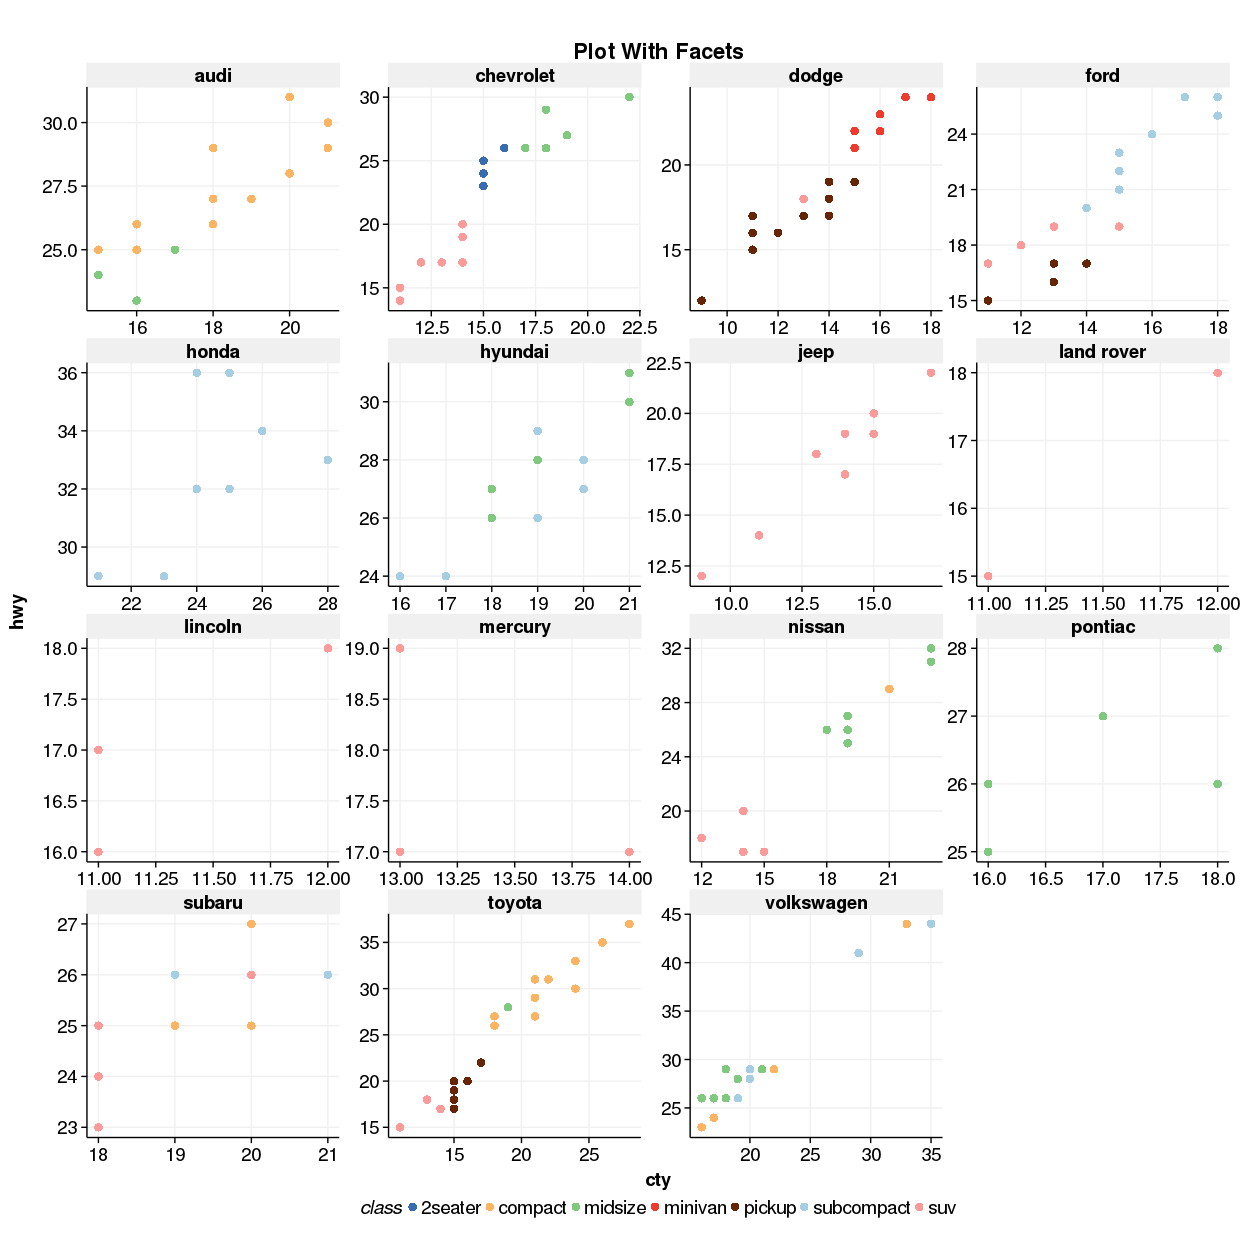 Plot With Facets
audi chevrolet dodge ford
30.0 27.5 25.0
16 18 20
30 25 20 15
12.5 15.0 17.5 20.0 22.5
20 15
10 12 14 16 18
24 21 18 15
12 14 16 18
honda hyundai jeep land rover
36 34 32 30
22 24 26 28
30 28 26 24
16 17 18 19 20 21
22.5 20.0 17.5 15.0 12.5
10.0 12.5 15.0
18 17 16 15
11.00 11.25 11.50 11.75 12.00
hwy
lincoln mercury nissan pontiac
18.0 17.5 17.0 16.5 16.0
11.00 11.25 11.50 11.75 12.00
19.0 18.5 18.0 17.5 17.0
13.00 13.25 13.50 13.75 14.00
32 28 24 20
12 15 18 21
28 27 26 25
16.0 16.5 17.0 17.5 18.0
subaru toyota volkswagen
27 26 25 24 23
18 19 20 21
35 30 25 20 15
15 20 25
45 40 35 30 25
20 25 30 35
cty
class 2seater compact midsize minivan pickup subcompact suv